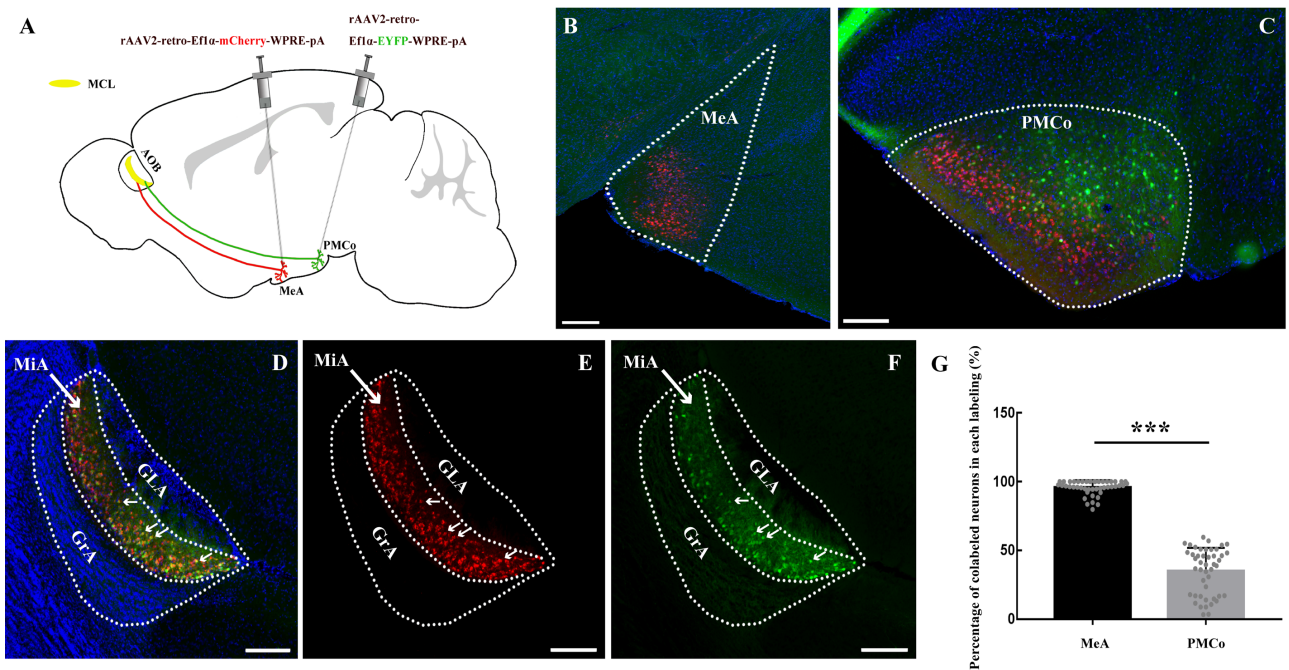 A
rAAV2-retro-Ef1α-mCherry-WPRE-pA
rAAV2-retro-
Ef1α-EYFP-WPRE-pA
MCL
AOB
PMCo
MeA
B
MeA
C
PMCo
D
MiA
GLA
GrA
E
MiA
GLA
GrA
F
MiA
GLA
GrA
G
Percentage of colabeled neurons in each labeling (%)
150
100
50
0
***
MeA
PMCo